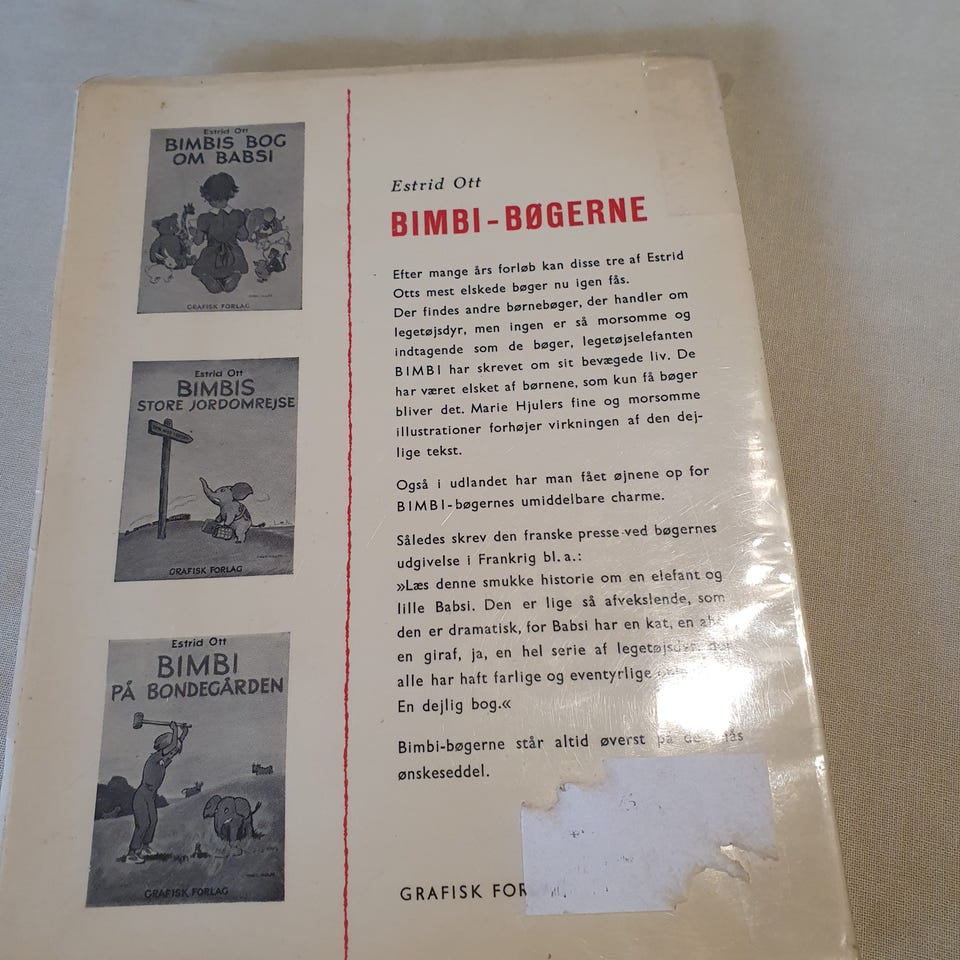 Estrid Ott
BIMBIS BOG
OM BABSI
GRAFISK FORLAG
Estrid Ott
BIMBIS
STORE JORDOMREJSE
GRAFISK FORLAG
Estrid Ott
BIMBI
PÅ BONDEGÅRDEN
GRAFISK FORLAG
Estrid Ott
BIMBI-BØGERNE
Efter mange års forløb kan disse tre af Estrid
Otts mest elskede bøger nu igen fås.
Der findes andre børnebøger, der handler om
legetøjsdyr, men ingen er så morsomme og
indtagende som de bøger, legetøjselefanten
BIMBI har skrevet om sit bevægede liv. De
har været elsket af børnene, som kun få bøger
bliver det. Marie Hjulers fine og morsomme
illustrationer forhøjer virkningen af den dej-
lige tekst.
Også i udlandet har man fået øjnene op for
BIMBI-bøgernes umiddelbare charme.
Således skrev den franske presse ved bøgernes
udgivelse i Frankrig bl. a.:
»Læs denne smukke historie om en elefant og
lille Babsi. Den er lige så afvekslende, som
den er dramatisk, for Babsi har en kat, en
en giraf, ja, en hel serie af
alle har haft farlige og eventyrlige
En dejlig bog.«
Bimbi-bøgerne står altid øverst på
ønskeseddel.
GRAFISK